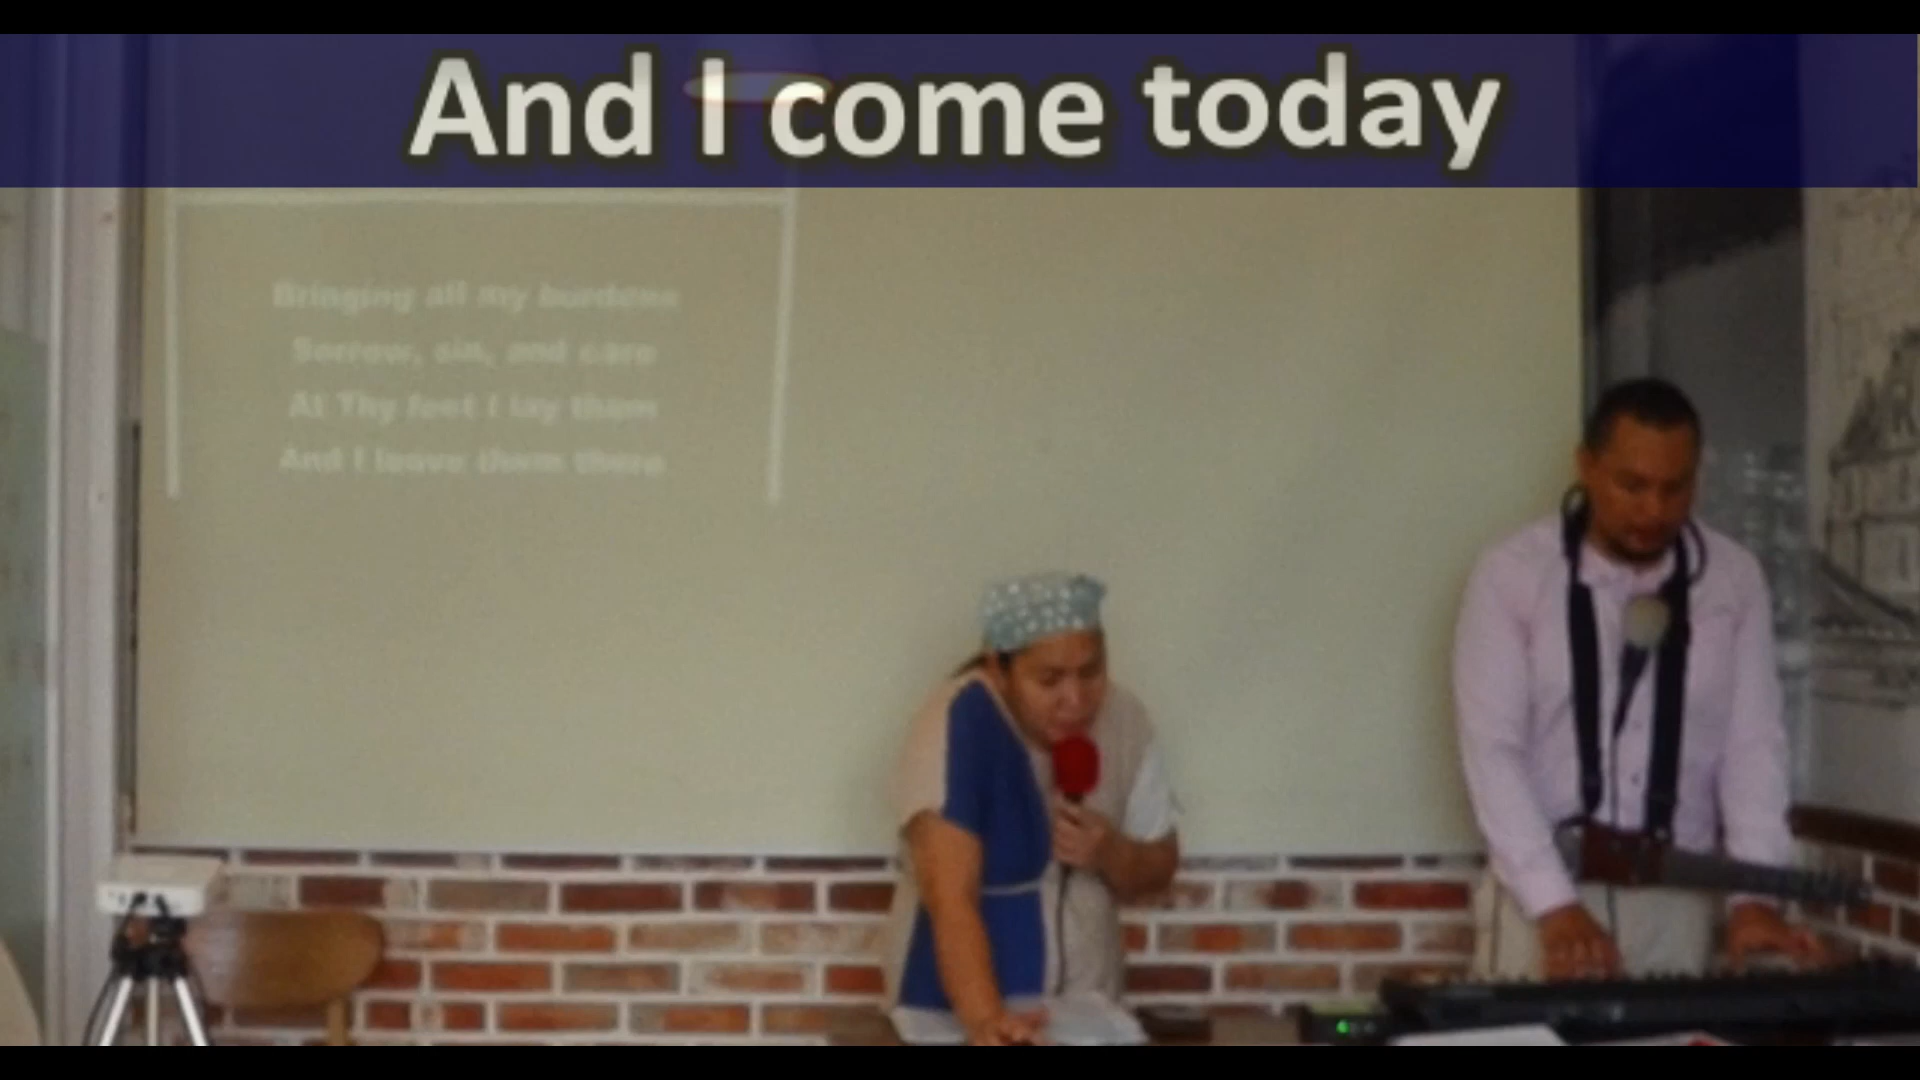 And I come today
Bringing all my burdens
Sorrow, sin, and care
At Thy feet I lay them
And I leave them there